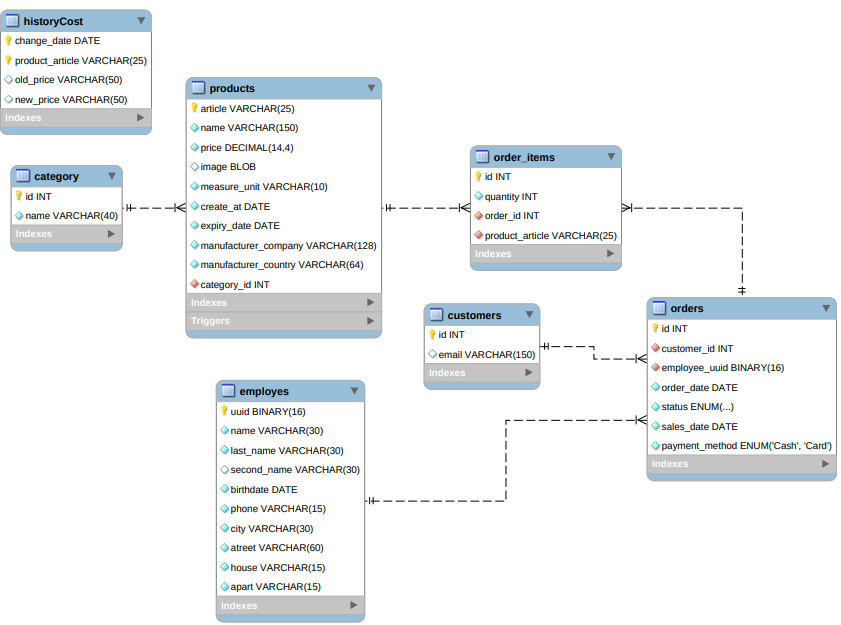 historyCost
change_date DATE
product_article VARCHAR(25)
old_price VARCHAR(50)
new_price VARCHAR(50)
Indexes
category
id INT
name VARCHAR(40)
Indexes
products
article VARCHAR(25)
name VARCHAR(150)
price DECIMAL(14,4)
image BLOB
measure_unit VARCHAR(10)
create_at DATE
expiry_date DATE
manufacturer_company VARCHAR(128)
manufacturer_country VARCHAR(64)
category_id INT
Indexes
Triggers
order_items
id INT
quantity INT
order_id INT
product_article VARCHAR(25)
Indexes
customers
id INT
email VARCHAR(150)
Indexes
orders
id INT
customer_id INT
employee_uuid BINARY(16)
order_date DATE
status ENUM(...)
sales_date DATE
payment_method ENUM('Cash', 'Card')
Indexes
employes
uuid BINARY(16)
name VARCHAR(30)
last_name VARCHAR(30)
second_name VARCHAR(30)
birthdate DATE
phone VARCHAR(15)
city VARCHAR(30)
atreet VARCHAR(60)
house VARCHAR(15)
apart VARCHAR(15)
Indexes